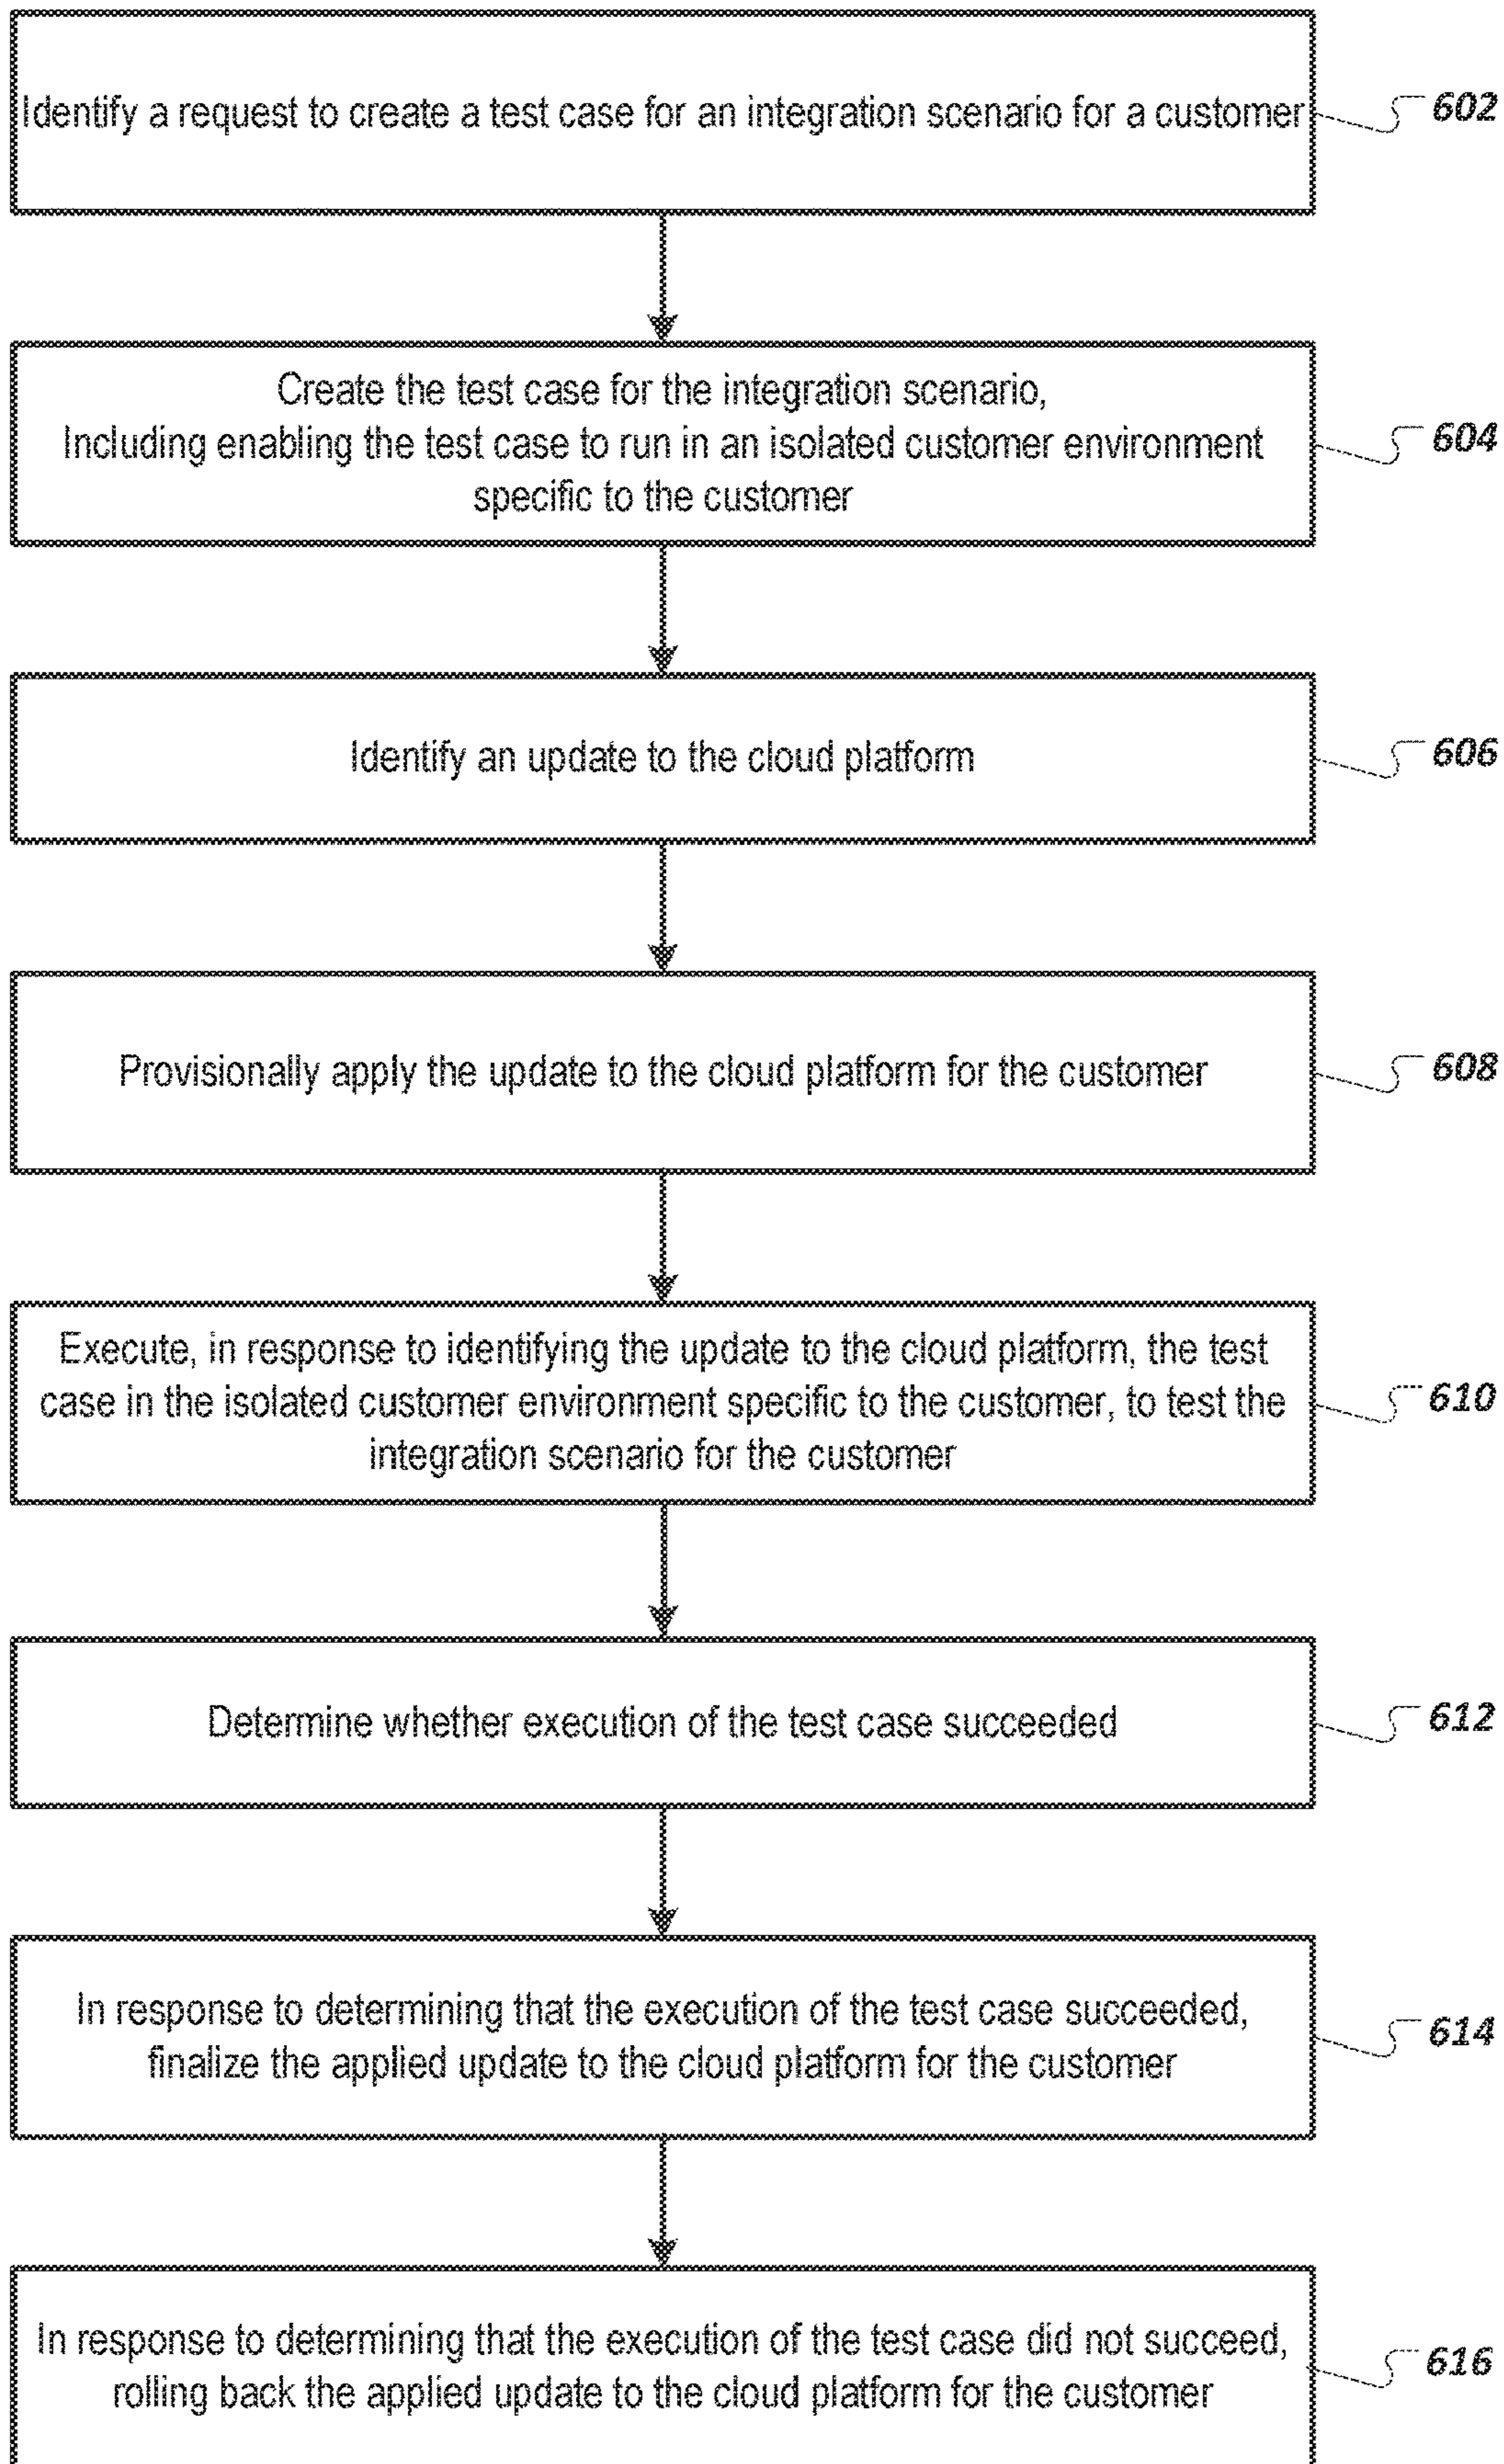 Identify a request to create a test case for an integration scenario for a customer
602
Create the test case for the integration scenario,
Including enabling the test case to run in an isolated customer environment
specific to the customer
604
Identify an update to the cloud platform
606
Provisionally apply the update to the cloud platform for the customer
608
Execute, in response to identifying the update to the cloud platform, the test
case in the isolated customer environment specific to the customer, to test the
integration scenario for the customer
610
Determine whether execution of the test case succeeded
612
In response to determining that the execution of the test case succeeded,
finalize the applied update to the cloud platform for the customer
614
In response to determining that the execution of the test case did not succeed,
rolling back the applied update to the cloud platform for the customer
616